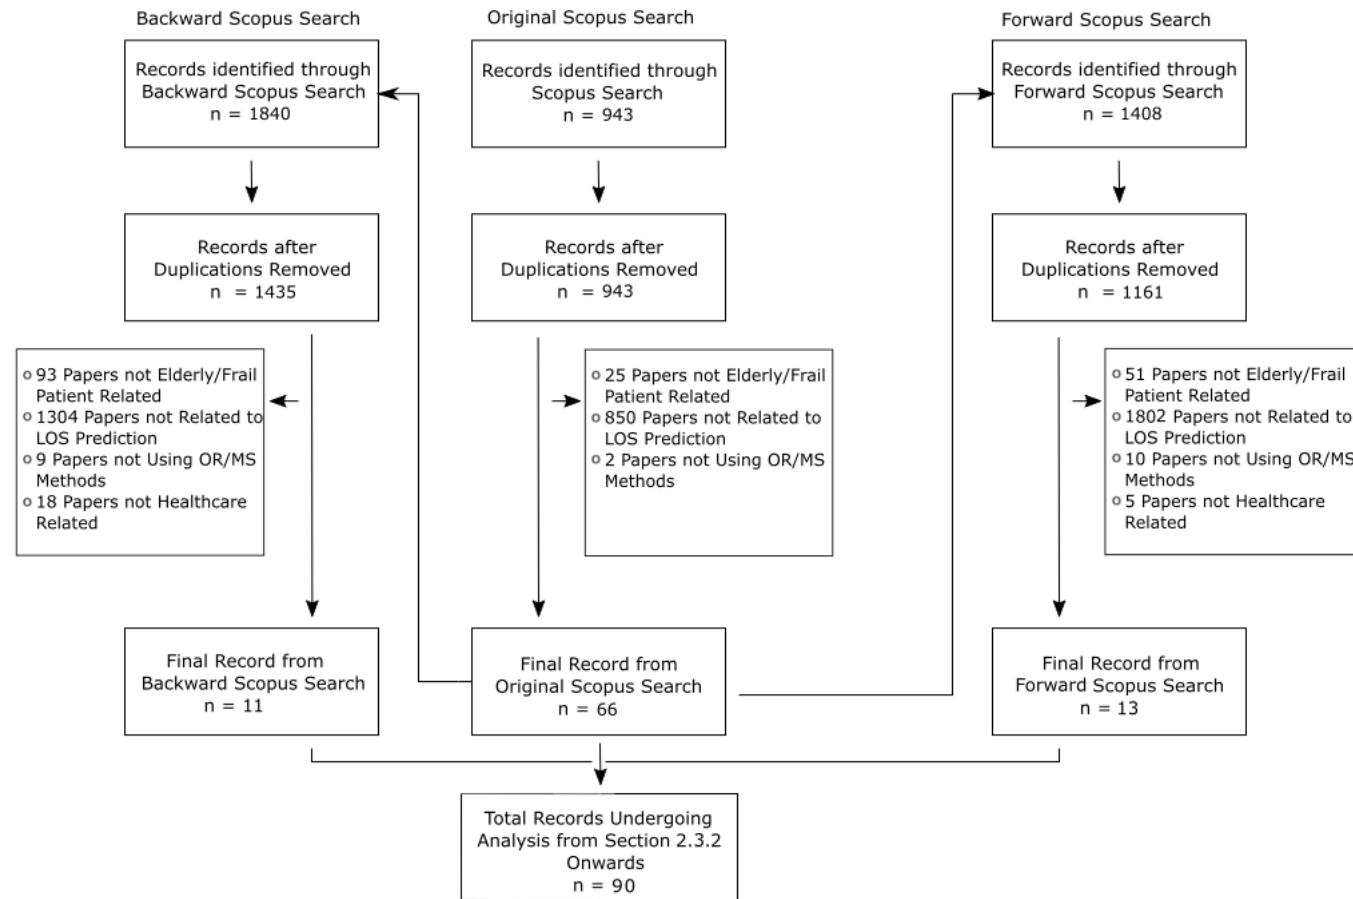 Backward Scopus Search
Records identified through
Backward Scopus Search
n = 1840
Records after
Duplications Removed
n = 1435
o 93 Papers not Elderly/Frail
Patient Related
o 1304 Papers not Related to
LOS Prediction
o 9 Papers not Using OR/MS
Methods
o 18 Papers not Healthcare
Related
Final Record from
Backward Scopus Search
n = 11
Original Scopus Search
Records identified through
Scopus Search
n = 943
Records after
Duplications Removed
n = 943
o 25 Papers not Elderly/Frail
Patient Related
o 850 Papers not Related to
LOS Prediction
o 2 Papers not Using OR/MS
Methods
Final Record from
Original Scopus Search
n = 66
Forward Scopus Search
Records identified through
Forward Scopus Search
n = 1408
Records after
Duplications Removed
n = 1161
o 51 Papers not Elderly/Frail
Patient Related
o 1802 Papers not Related to
LOS Prediction
o 10 Papers not Using OR/MS
Methods
o 5 Papers not Healthcare
Related
Final Record from
Forward Scopus Search
n = 13
Total Records Undergoing
Analysis from Section 2.3.2
Onwards
n = 90